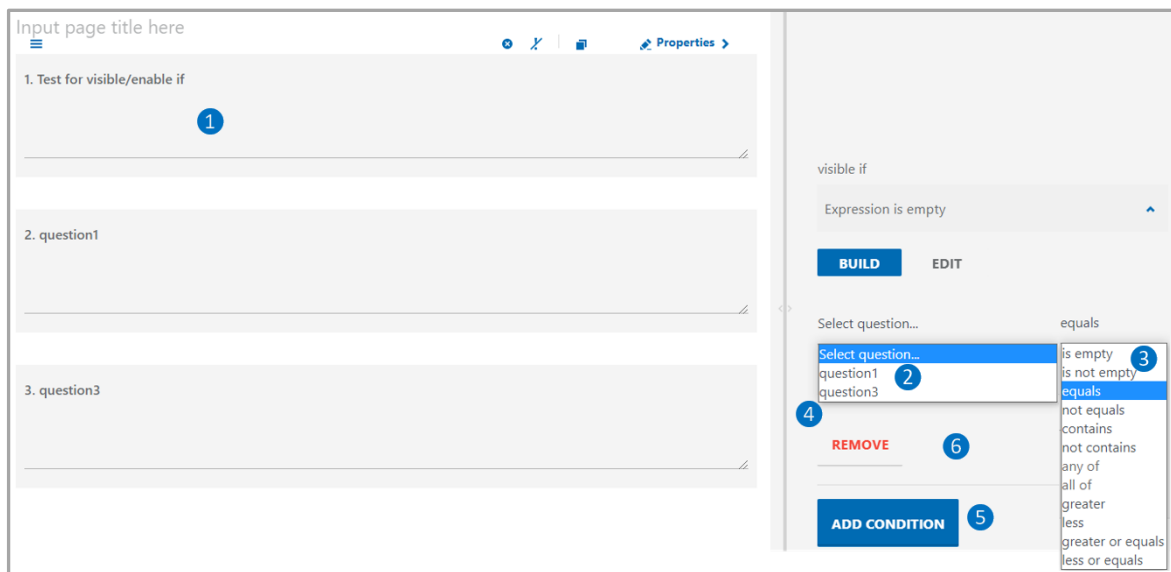 Input page title here
Properties
1. Test for visible/enable if
1
2. question1
3. question3
visible if
Expression is empty
BUILD EDIT
Select question... equals
Select question...
question1
2
question3
4
REMOVE
6
ADD CONDITION
5
is empty
3
is not empty
equals
not equals
contains
not contains
any of
all of
greater
less
greater or equals
less or equals